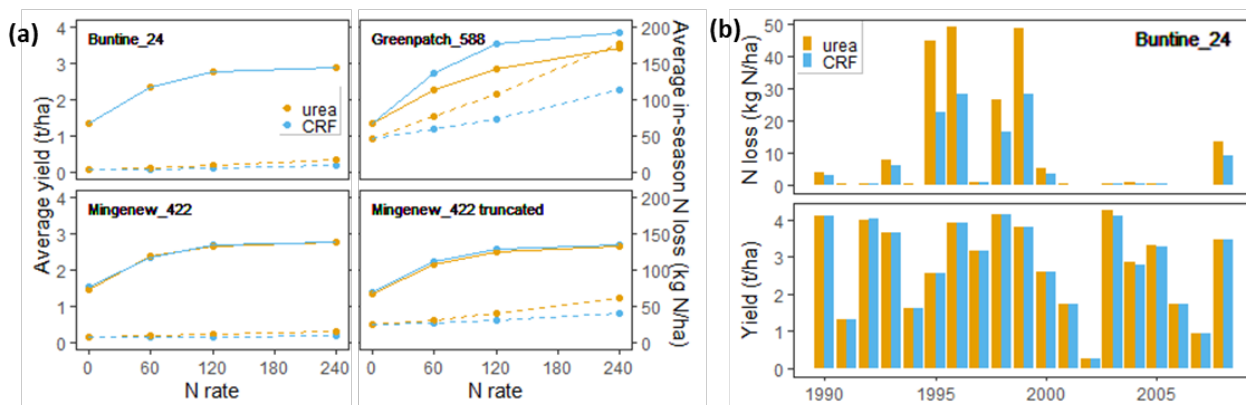 (a)
Average yield (t/ha)
4
3
2
1
0
Buntine_24
urea
CRF
Greenpatch_588
200
150
100
50
0
4
3
2
1
0
Mingenew_422
Mingenew_422 truncated
200
150
100
50
0
Average in-season N loss (kg N/ha)
0 60 120 180 240
0 60 120 180 240
N rate
N rate
(b)
N loss (kg N/ha)
50
40
30
20
10
0
urea
CRF
Buntine_24
Yield (t/ha)
4
3
2
1
0
1990 1995 2000 2005